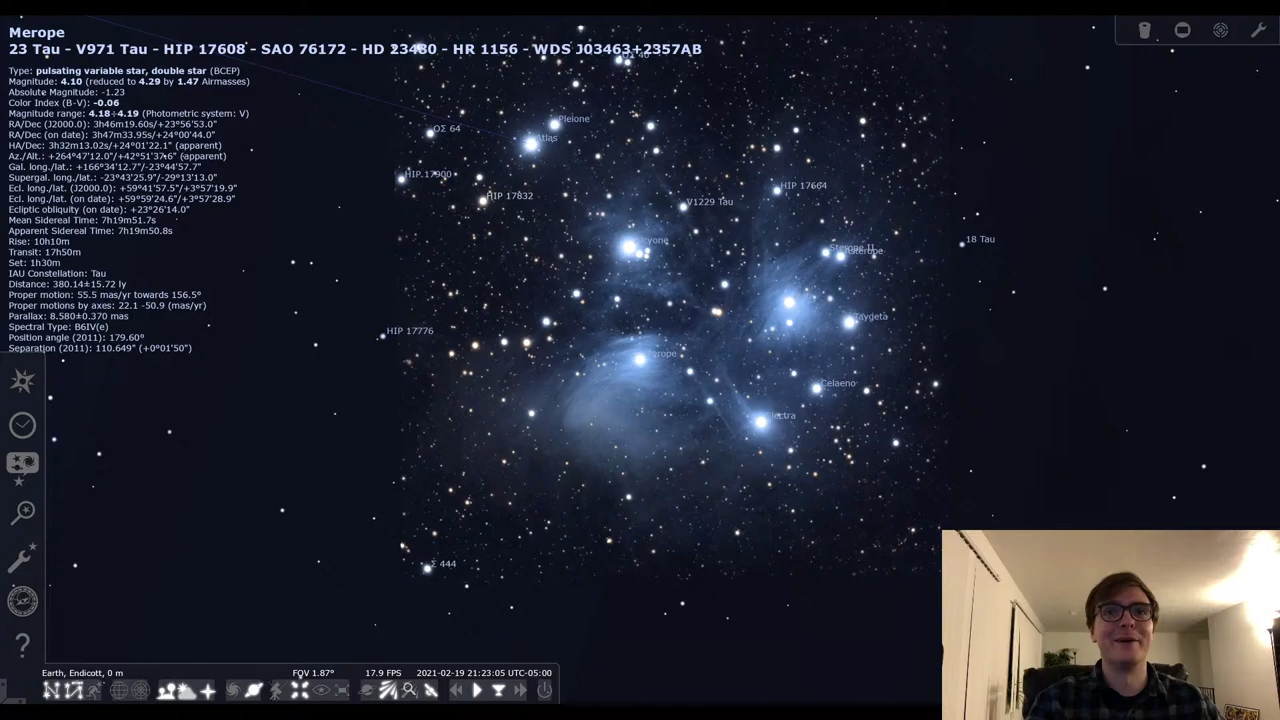 Merope
23 Tau - V971 Tau - HIP 17608 - SAO 76172 - HD 23480 - HR 1156 - WDS J03463+2357AB
Type: pulsating variable star, double star (BCEP)
Magnitude: 4.10 (reduced to 4.29 by 1.47 Airmasses)
Absolute Magnitude: -1.23
Color Index (B-V): -0.06
Magnitude range: 4.18÷4.19 (Photometric system: V)
RA/Dec (J2000.0): 3h46m19.60s/+23°56'53.0"
RA/Dec (on date): 3h47m33.95s/+24°00'44.0"
HA/Dec: 3h32m13.02s/+24°01'22.1" (apparent)
Az./Alt.: +264°47'12.0"/+42°51'37.6" (apparent)
Gal. long./lat.: +166°34'12.7"/-23°44'57.7"
Supergal. long./lat.: -23°43'25.9"/-29°13'13.0"
Ecl. long./lat. (J2000.0): +59°41'57.5"/+3°57'19.9"
Ecl. long./lat. (on date): +59°59'24.6"/+3°57'28.9"
Ecliptic obliquity (on date): +23°26'14.0"
Mean Sidereal Time: 7h19m51.7s
Apparent Sidereal Time: 7h19m50.8s
Rise: 10h10m
Transit: 17h50m
Set: 1h30m
IAU Constellation: Tau
Distance: 380.14±15.72 ly
Proper motion: 55.5 mas/yr towards 156.5°
Proper motions by axes: 22.1 -50.9 (mas/yr)
Parallax: 8.580±0.370 mas
Spectral Type: B6IV(e)
Position angle (2011): 179.60°
Separation (2011): 110.649" (+0°01'50")
Pleione
ΟΣ 64
Atlas
HIP 17900
HIP 17832
HIP 17664
V1229 Tau
Alcyone
18 Tau
Sterope II
Asterope
Taygeta
HIP 17776
Merope
Celaeno
Electra
Σ 444
Earth, Endicott, 0 m
FOV 1.87°
17.9 FPS
2021-02-19 21:23:05 UTC-05:00